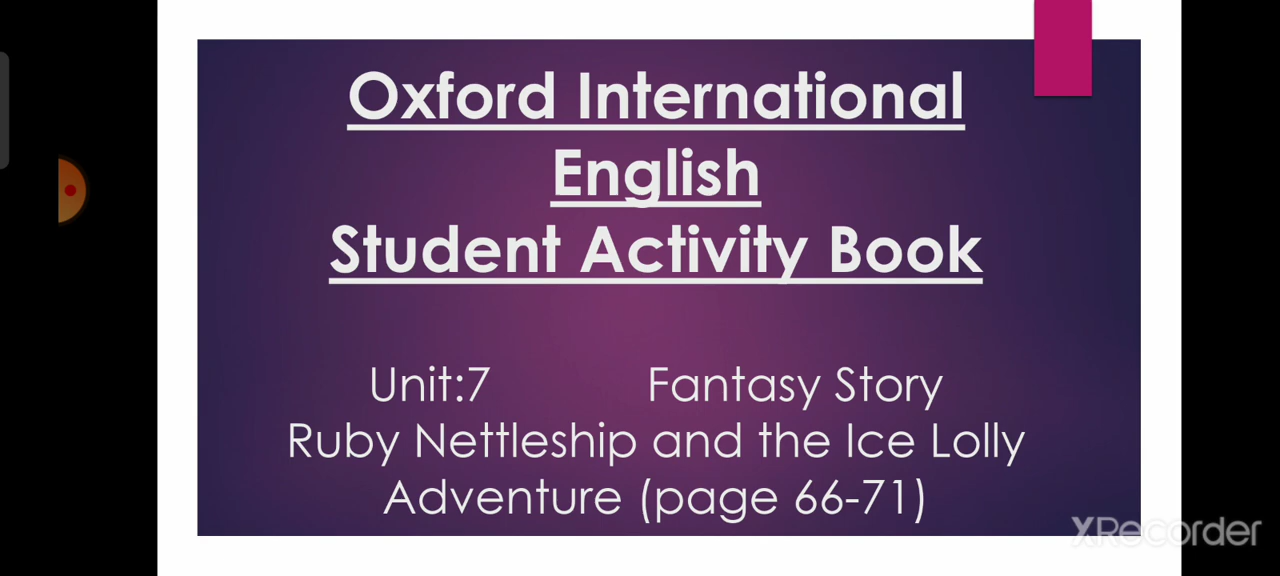 Oxford International
English
Student Activity Book
Unit:7 Fantasy Story
Ruby Nettleship and the Ice Lolly
Adventure (page 66-71)
XRecorder